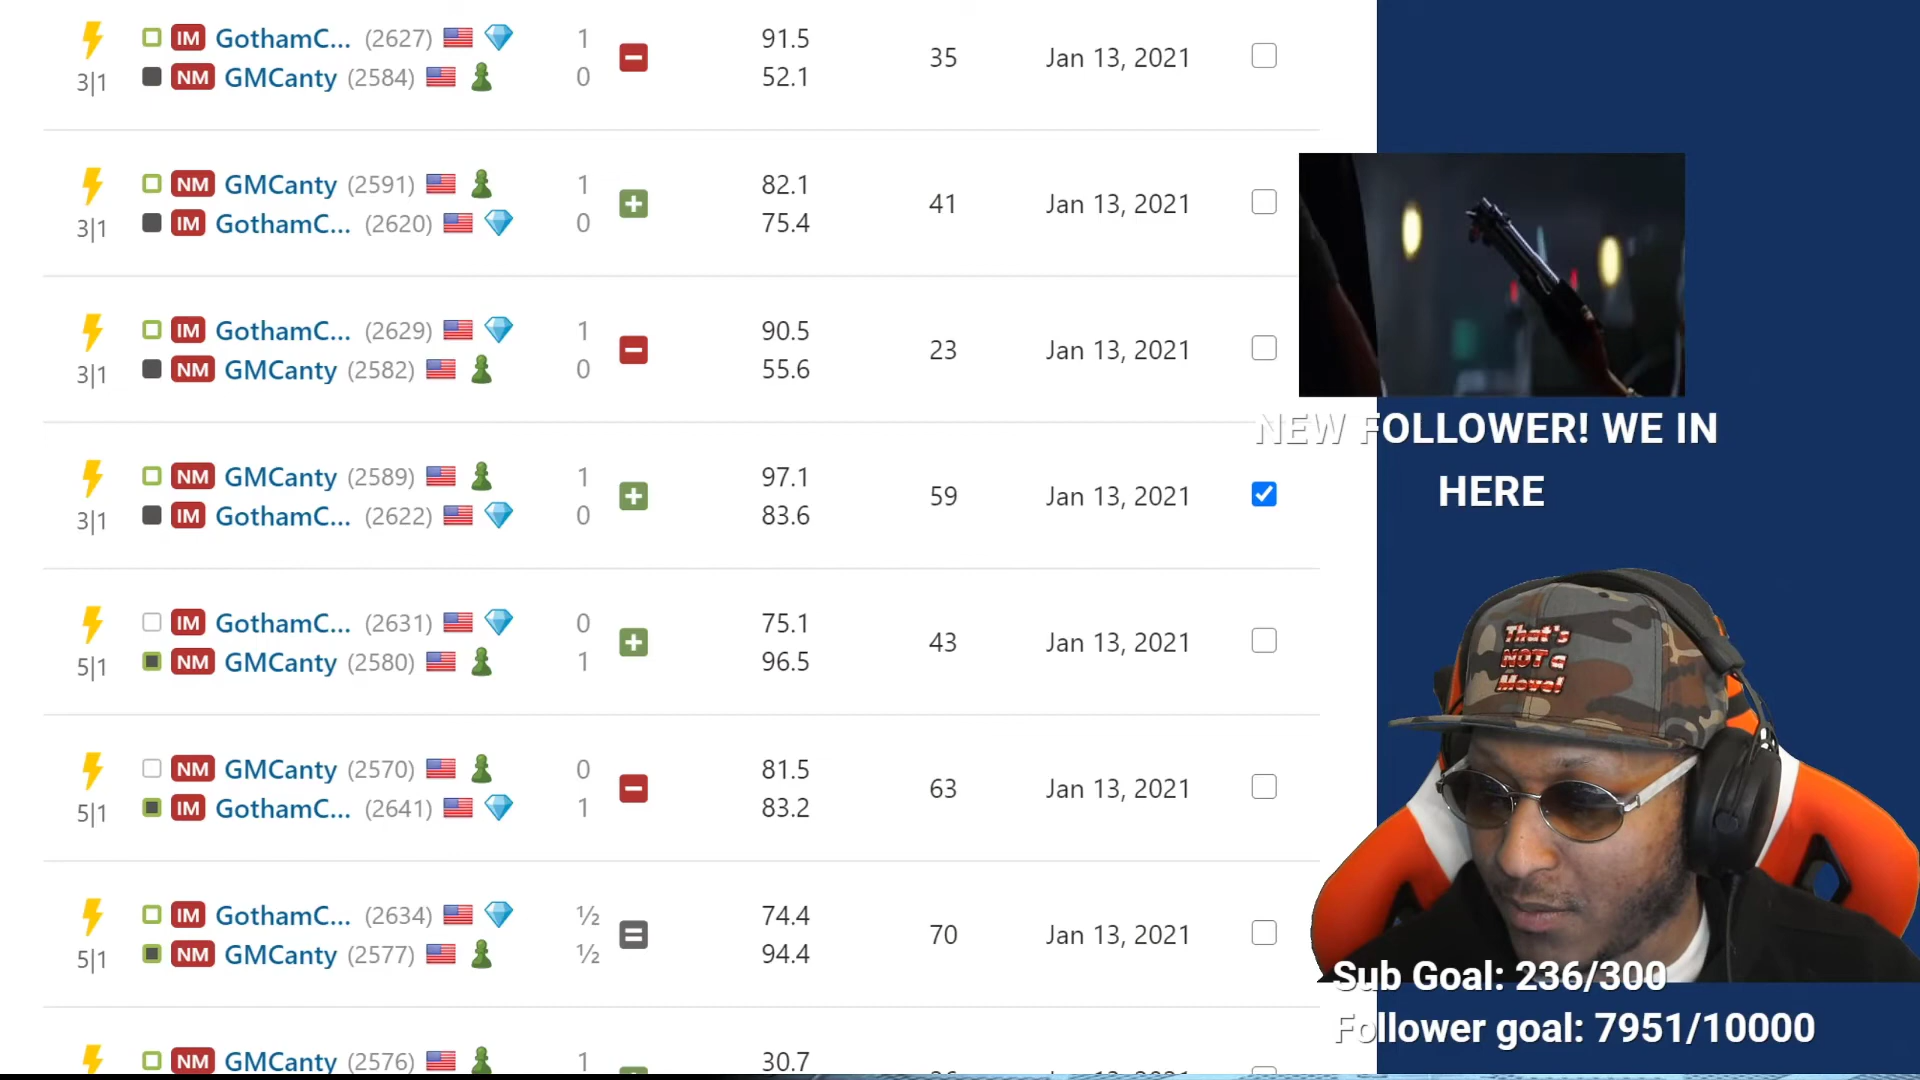 3|1
IM GothamC... (2627) 1
NM GMCanty (2584) 0
91.5
52.1
35
Jan 13, 2021
3|1
NM GMCanty (2591) 1
IM GothamC... (2620) 0
82.1
75.4
41
Jan 13, 2021
3|1
IM GothamC... (2629) 1
NM GMCanty (2582) 0
90.5
55.6
23
Jan 13, 2021
3|1
NM GMCanty (2589) 1
IM GothamC... (2622) 0
97.1
83.6
59
Jan 13, 2021
5|1
IM GothamC... (2631) 0
NM GMCanty (2580) 1
75.1
96.5
43
Jan 13, 2021
5|1
NM GMCanty (2570) 0
IM GothamC... (2641) 1
81.5
83.2
63
Jan 13, 2021
5|1
IM GothamC... (2634) ½
NM GMCanty (2577) ½
74.4
94.4
70
Jan 13, 2021
NM GMCanty (2576) 1
30.7
NEW FOLLOWER! WE IN
HERE
That's
NOT a
Move!
Sub Goal: 236/300
Follower goal: 7951/10000